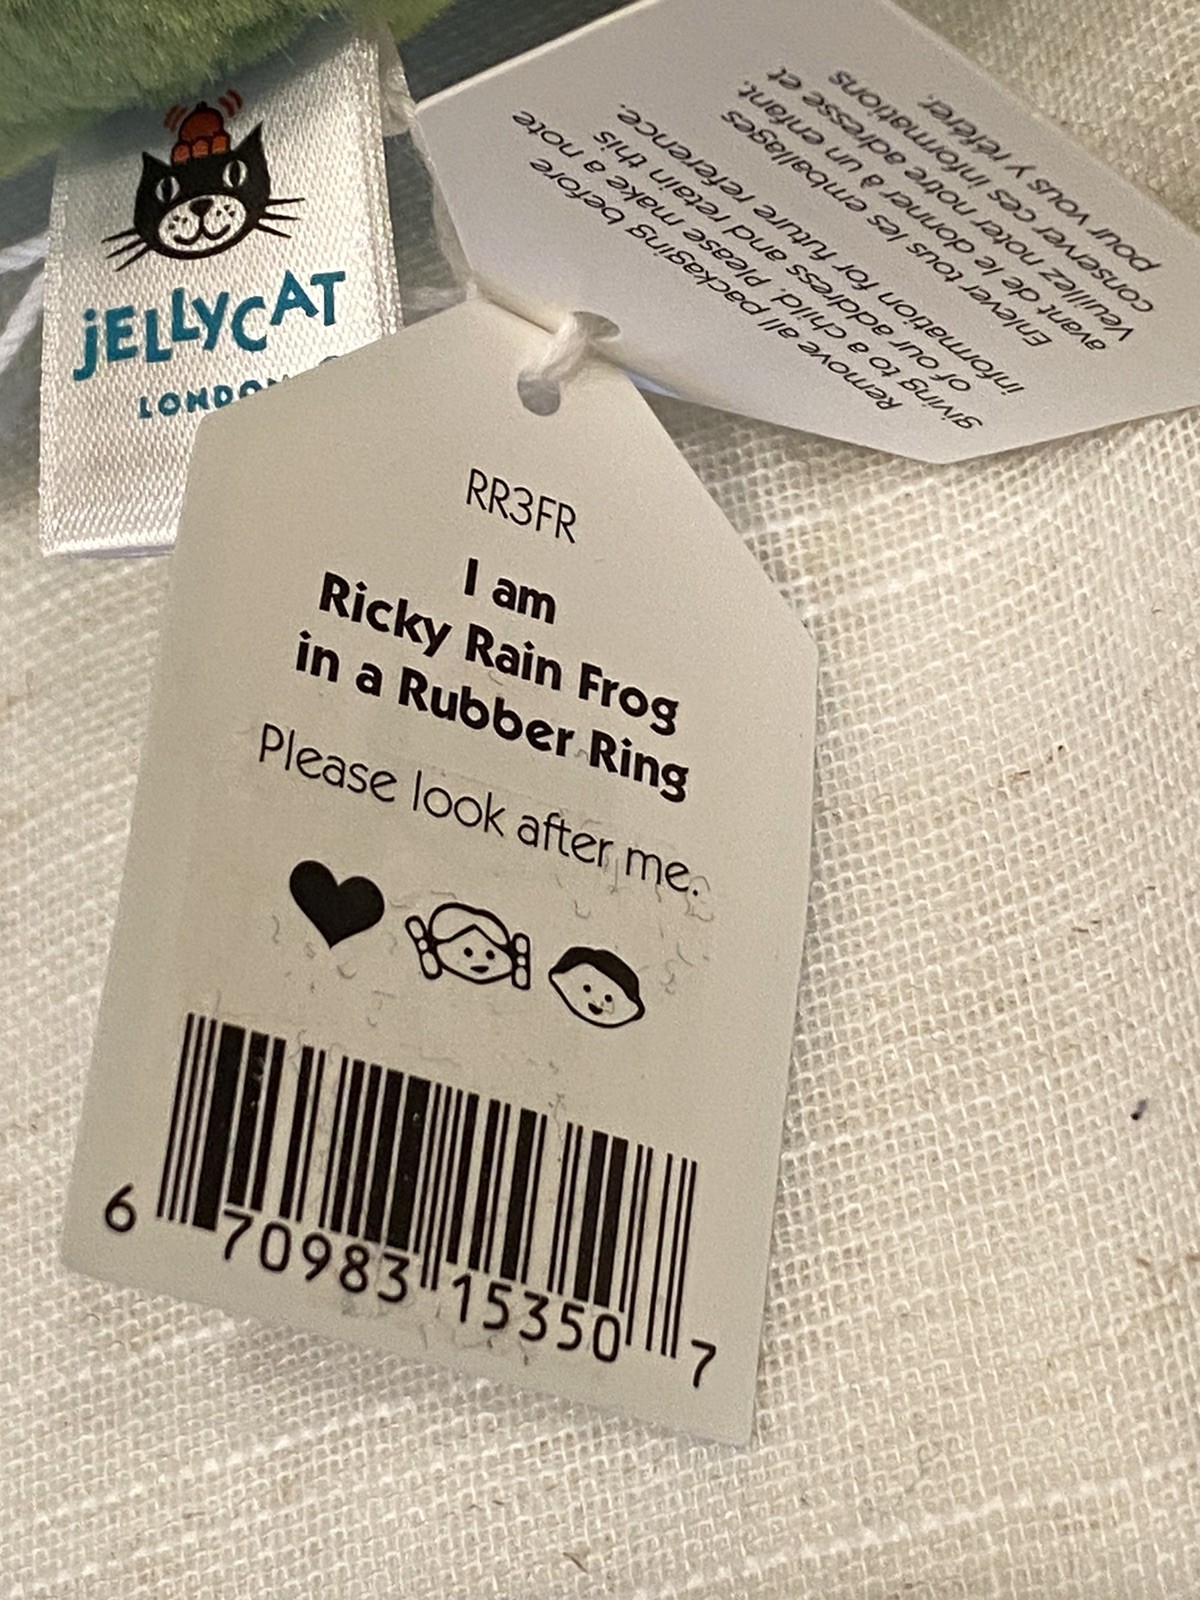 jELLYCAT
LONDON
Remove all packaging before
giving to a child. Please make a note
of our address and retain this
information for future reference.
Enlever tous les emballages
avant de le donner à un enfant.
Veuillez noter notre adresse et
conserver ces informations
pour vous y référer.
RR3FR
I am
Ricky Rain Frog
in a Rubber Ring
Please look after me.
6 70983 15350 7